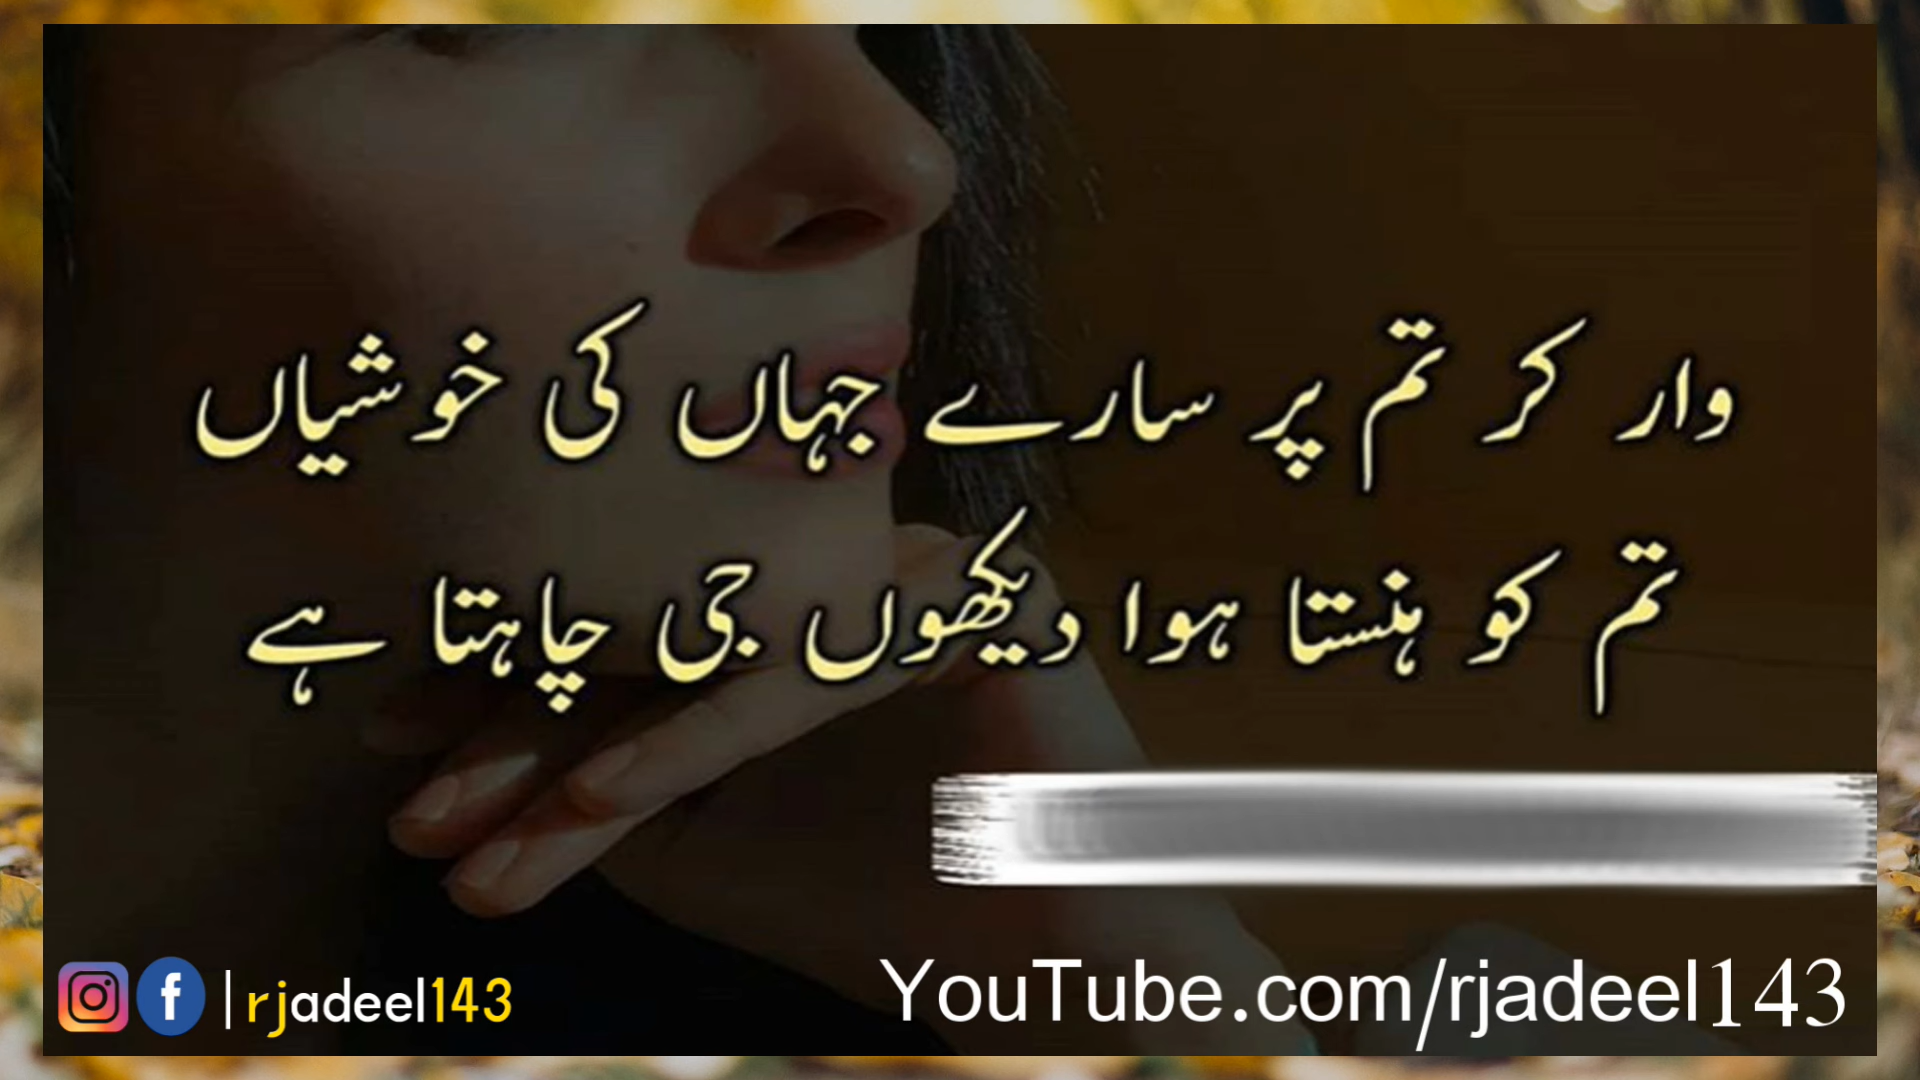 وار کر تم پر سارے جہاں کی خوشیاں
تم کو ہنستا ہوا دیکھوں جی چاہتا ہے
|rjadeel143
YouTube.com/rjadeel143